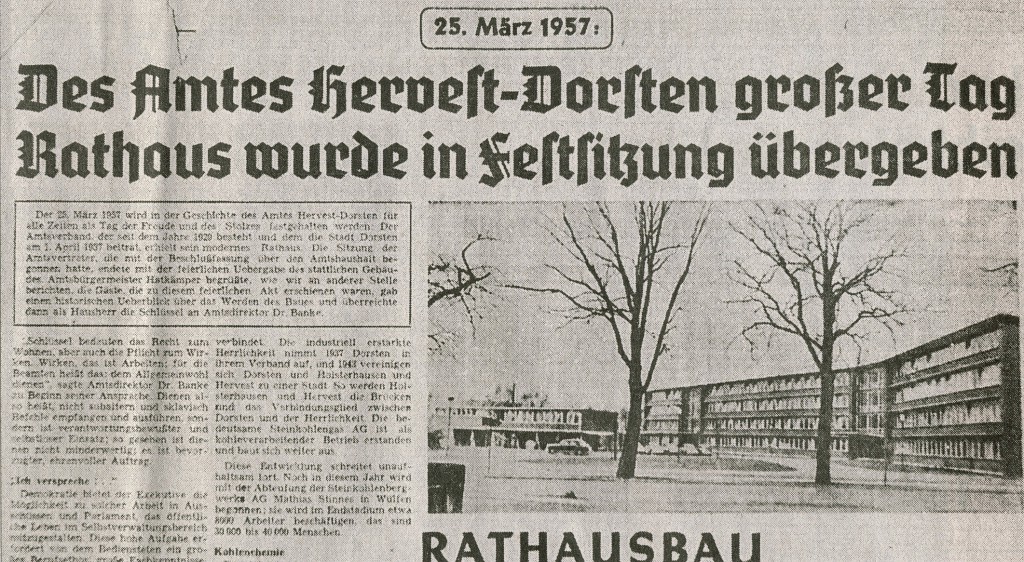 25. März 1957:
Des Amtes Hervest-Dorsten großer Tag
Rathaus wurde in Festsitzung übergeben
Der 25. März 1957 wird in der Geschichte des Amtes Hervest-Dorsten für
alle Zeiten als Tag der Freude und des Stolzes festgehalten werden: Der
Amtsverband, der seit dem Jahre 1929 besteht und dem die Stadt Dorsten
am 1. April 1937 beitrat, erhielt sein modernes Rathaus. Die Sitzung der
Amtsvertreter, die mit der Beschlußfassung über den Amtshaushalt be-
gonnen hatte, endete mit der feierlichen Uebergabe des stattlichen Gebäu-
des. Amtsbürgermeister Hatkämper begrüßte, wie wir an anderer Stelle
berichten, die Gäste, die zu diesem feierlichen Akt erschienen waren, gab
einen historischen Ueberblick über das Werden des Baues und überreichte
dann als Hausherr die Schlüssel an Amtsdirektor Dr. Banke.
"Schlüssel bedeuten das Recht zum
Wohnen, aber auch die Pflicht zum Wir-
ken. Wirken, das ist Arbeiten; für die
Beamten heißt das: dem Allgemeinwohl
dienen", sagte Amtsdirektor Dr. Banke
zu Beginn seiner Ansprache. Dienen al-
so heißt, nicht subaltern und sklavisch
Befehle empfangen und ausführen, son-
dern ist verantwortungsbewußter und
selbstloser Einsatz; so gesehen ist die-
nen nicht minderwertig; es ist bevor-
zugter, ehrenvoller Auftrag.
"Ich verspreche . . ."
Demokratie bietet der Exekutive die
Möglichkeit zu solcher Arbeit in Aus-
schüssen und Parlament, das öffentli-
che Leben im Selbstverwaltungsbereich
mitzugestalten. Diese hohe Aufgabe er-
fordert von dem Bediensteten ein gro-
ßes Berufsethos, große Fachkenntnisse
verbindet. Die industriell erstarkte
Herrlichkeit nimmt 1937 Dorsten in
ihrem Verband auf, und 1943 vereinigen
sich Dorsten und Holsterhausen und
Hervest zu einer Stadt. So werden Hol-
sterhausen und Hervest die Brücken
und das Verbindungsglied zwischen
Dorsten und der Herrlichkeit. Die be-
deutsame Steinkohlengas AG ist als
kohleverarbeitender Betrieb erstanden
und baut sich weiter aus.
Diese Entwicklung schreitet unauf-
haltsam fort. Noch in diesem Jahr wird
mit der Abteufung der Steinkohlenberg-
werks AG Mathias Stinnes in Wulfen
begonnen; sie wird im Endstadium etwa
8000 Arbeiter beschäftigen, das sind
30 000 bis 40 000 Menschen.
Kohlenchemie
RATHAUSBAU